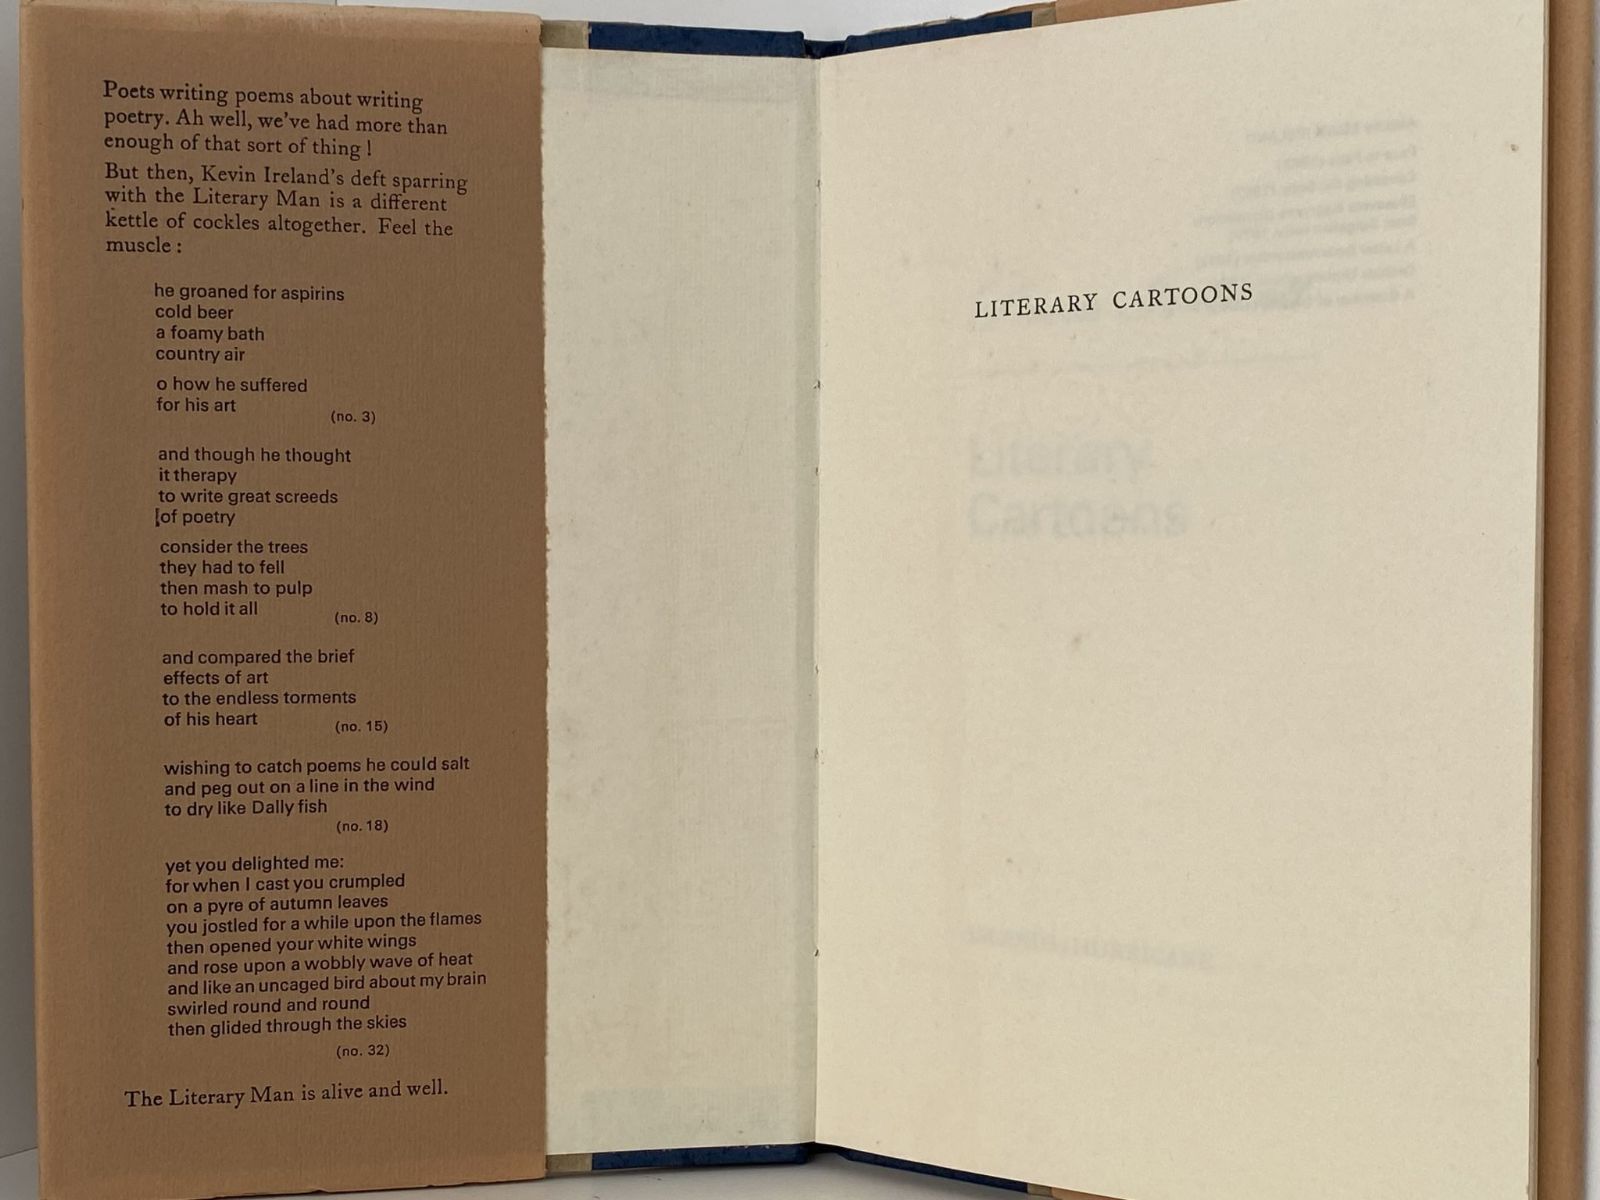 Poets writing poems about writing
poetry. Ah well, we've had more than
enough of that sort of thing !
But then, Kevin Ireland's deft sparring
with the Literary Man is a different
kettle of cockles altogether. Feel the
muscle :
he groaned for aspirins
cold beer
a foamy bath
country air
o how he suffered
for his art
(no. 3)
and though he thought
it therapy
to write great screeds
of poetry
consider the trees
they had to fell
then mash to pulp
to hold it all
(no. 8)
and compared the brief
effects of art
to the endless torments
of his heart
(no. 15)
wishing to catch poems he could salt
and peg out on a line in the wind
to dry like Dally fish
(no. 18)
yet you delighted me:
for when I cast you crumpled
on a pyre of autumn leaves
you jostled for a while upon the flames
then opened your white wings
and rose upon a wobbly wave of heat
and like an uncaged bird about my brain
swirled round and round
then glided through the skies
(no. 32)
The Literary Man is alive and well.
LITERARY CARTOONS
Literary
Cartoons